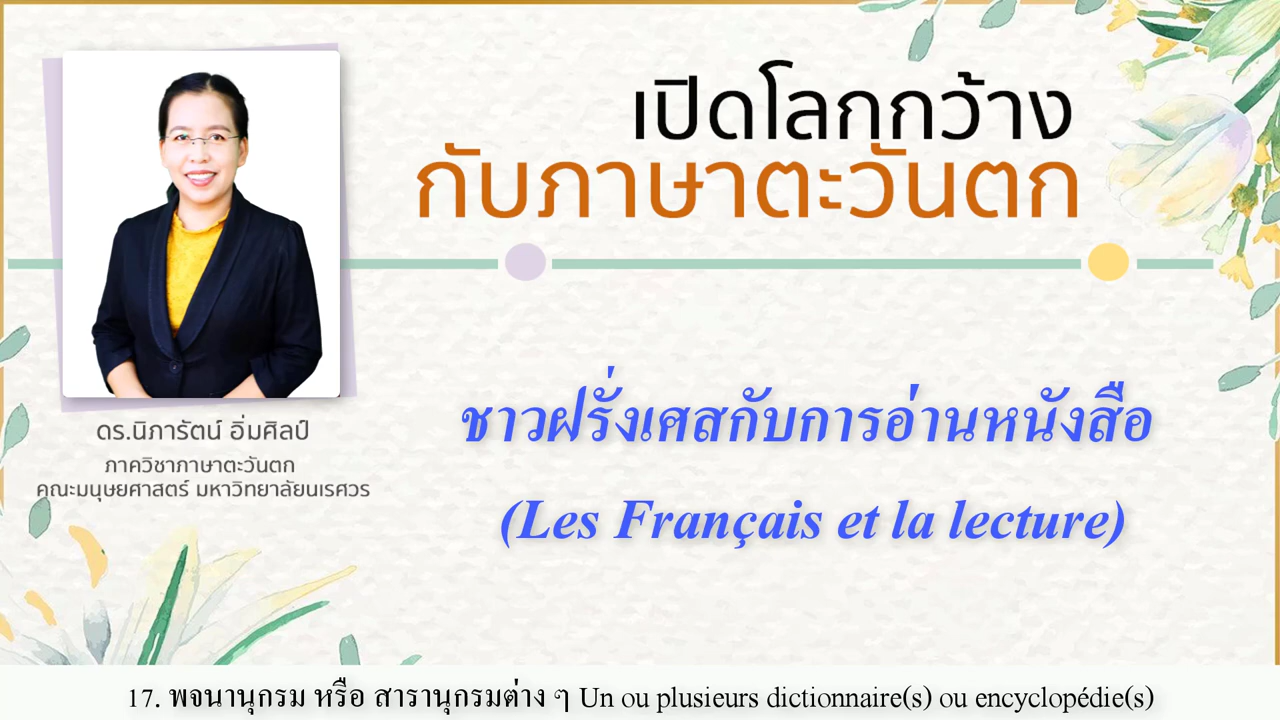 เปิดโลกกว้าง
กับภาษาตะวันตก
ดร.นิภารัตน์ อิ่มศิลป์
ภาควิชาภาษาตะวันตก
คณะมนุษยศาสตร์ มหาวิทยาลัยนเรศวร
ชาวฝรั่งเศสกับการอ่านหนังสือ
(Les Français et la lecture)
17. พจนานุกรม หรือ สารานุกรมต่าง ๆ Un ou plusieurs dictionnaire(s) ou encyclopédie(s)